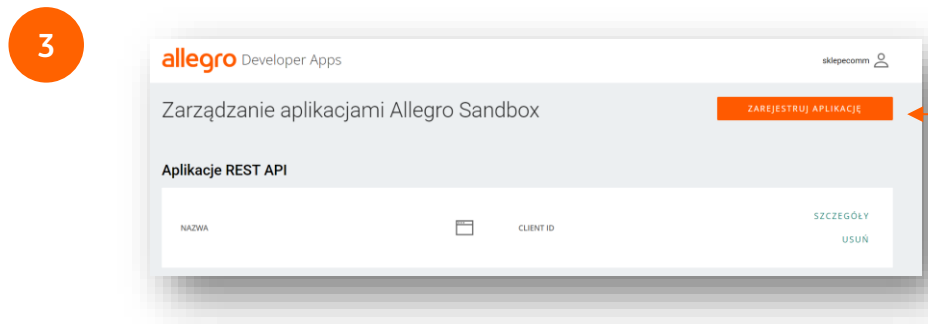 3
allegro Developer Apps
sklepecomm
Zarządzanie aplikacjami Allegro Sandbox
ZAREJESTRUJ APLIKACJĘ
Aplikacje REST API
NAZWA
CLIENT ID
SZCZEGÓŁY
USUŃ